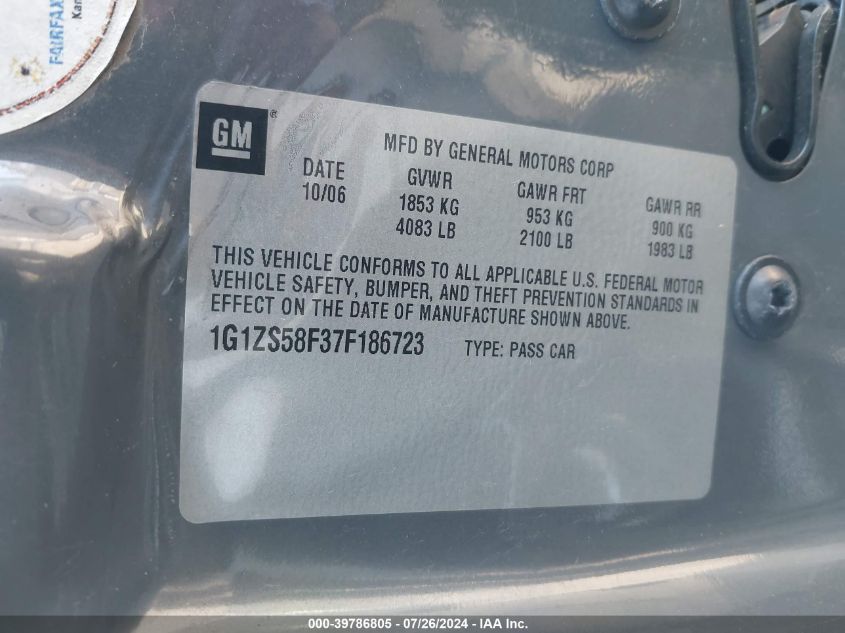 FAIRFAX
Kan
GM®
MFD BY GENERAL MOTORS CORP
DATE GVWR GAWR FRT GAWR RR
10/06 1853 KG 953 KG 900 KG
4083 LB 2100 LB 1983 LB
THIS VEHICLE CONFORMS TO ALL APPLICABLE U.S. FEDERAL MOTOR
VEHICLE SAFETY, BUMPER, AND THEFT PREVENTION STANDARDS IN
EFFECT ON THE DATE OF MANUFACTURE SHOWN ABOVE.
1G1ZS58F37F186723 TYPE: PASS CAR
000-39786805 - 07/26/2024 - IAA Inc.